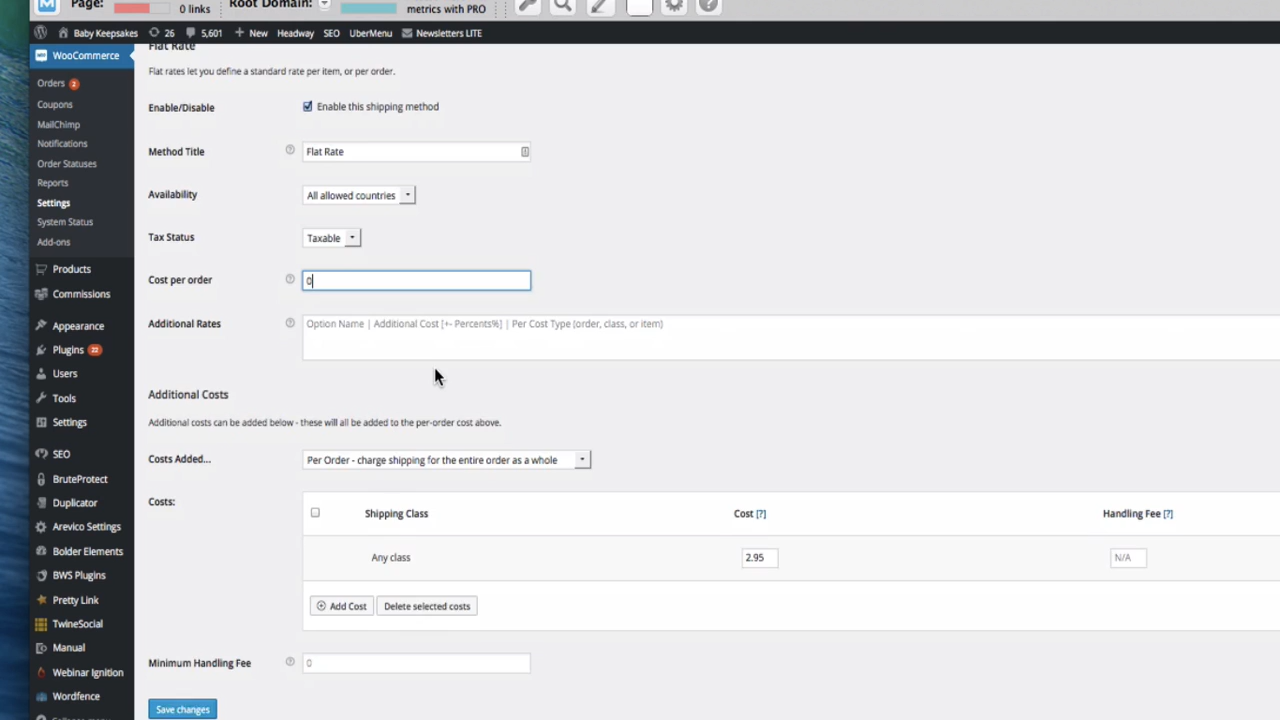 Page:
0 links
Root Domain:
metrics with PRO
Baby Keepsakes
26
5,601
New
Headway
SEO
UberMenu
Newsletters LITE
WooCommerce
Orders 2
Coupons
MailChimp
Notifications
Order Statuses
Reports
Settings
System Status
Add-ons
Products
Commissions
Appearance
Plugins 22
Users
Tools
Settings
SEO
BruteProtect
Duplicator
Arevico Settings
Bolder Elements
BWS Plugins
Pretty Link
TwineSocial
Manual
Webinar Ignition
Wordfence
Collapse menu
Flat Rate
Flat rates let you define a standard rate per item, or per order.
Enable/Disable
Enable this shipping method
Method Title
Flat Rate
Availability
All allowed countries
Tax Status
Taxable
Cost per order
0
Additional Rates
Option Name | Additional Cost [+- Percents%] | Per Cost Type (order, class, or item)
Additional Costs
Additional costs can be added below - these will all be added to the per-order cost above.
Costs Added...
Per Order - charge shipping for the entire order as a whole
Costs:
Shipping Class
Cost [?]
Handling Fee [?]
Any class
2.95
N/A
Add Cost
Delete selected costs
Minimum Handling Fee
0
Save changes